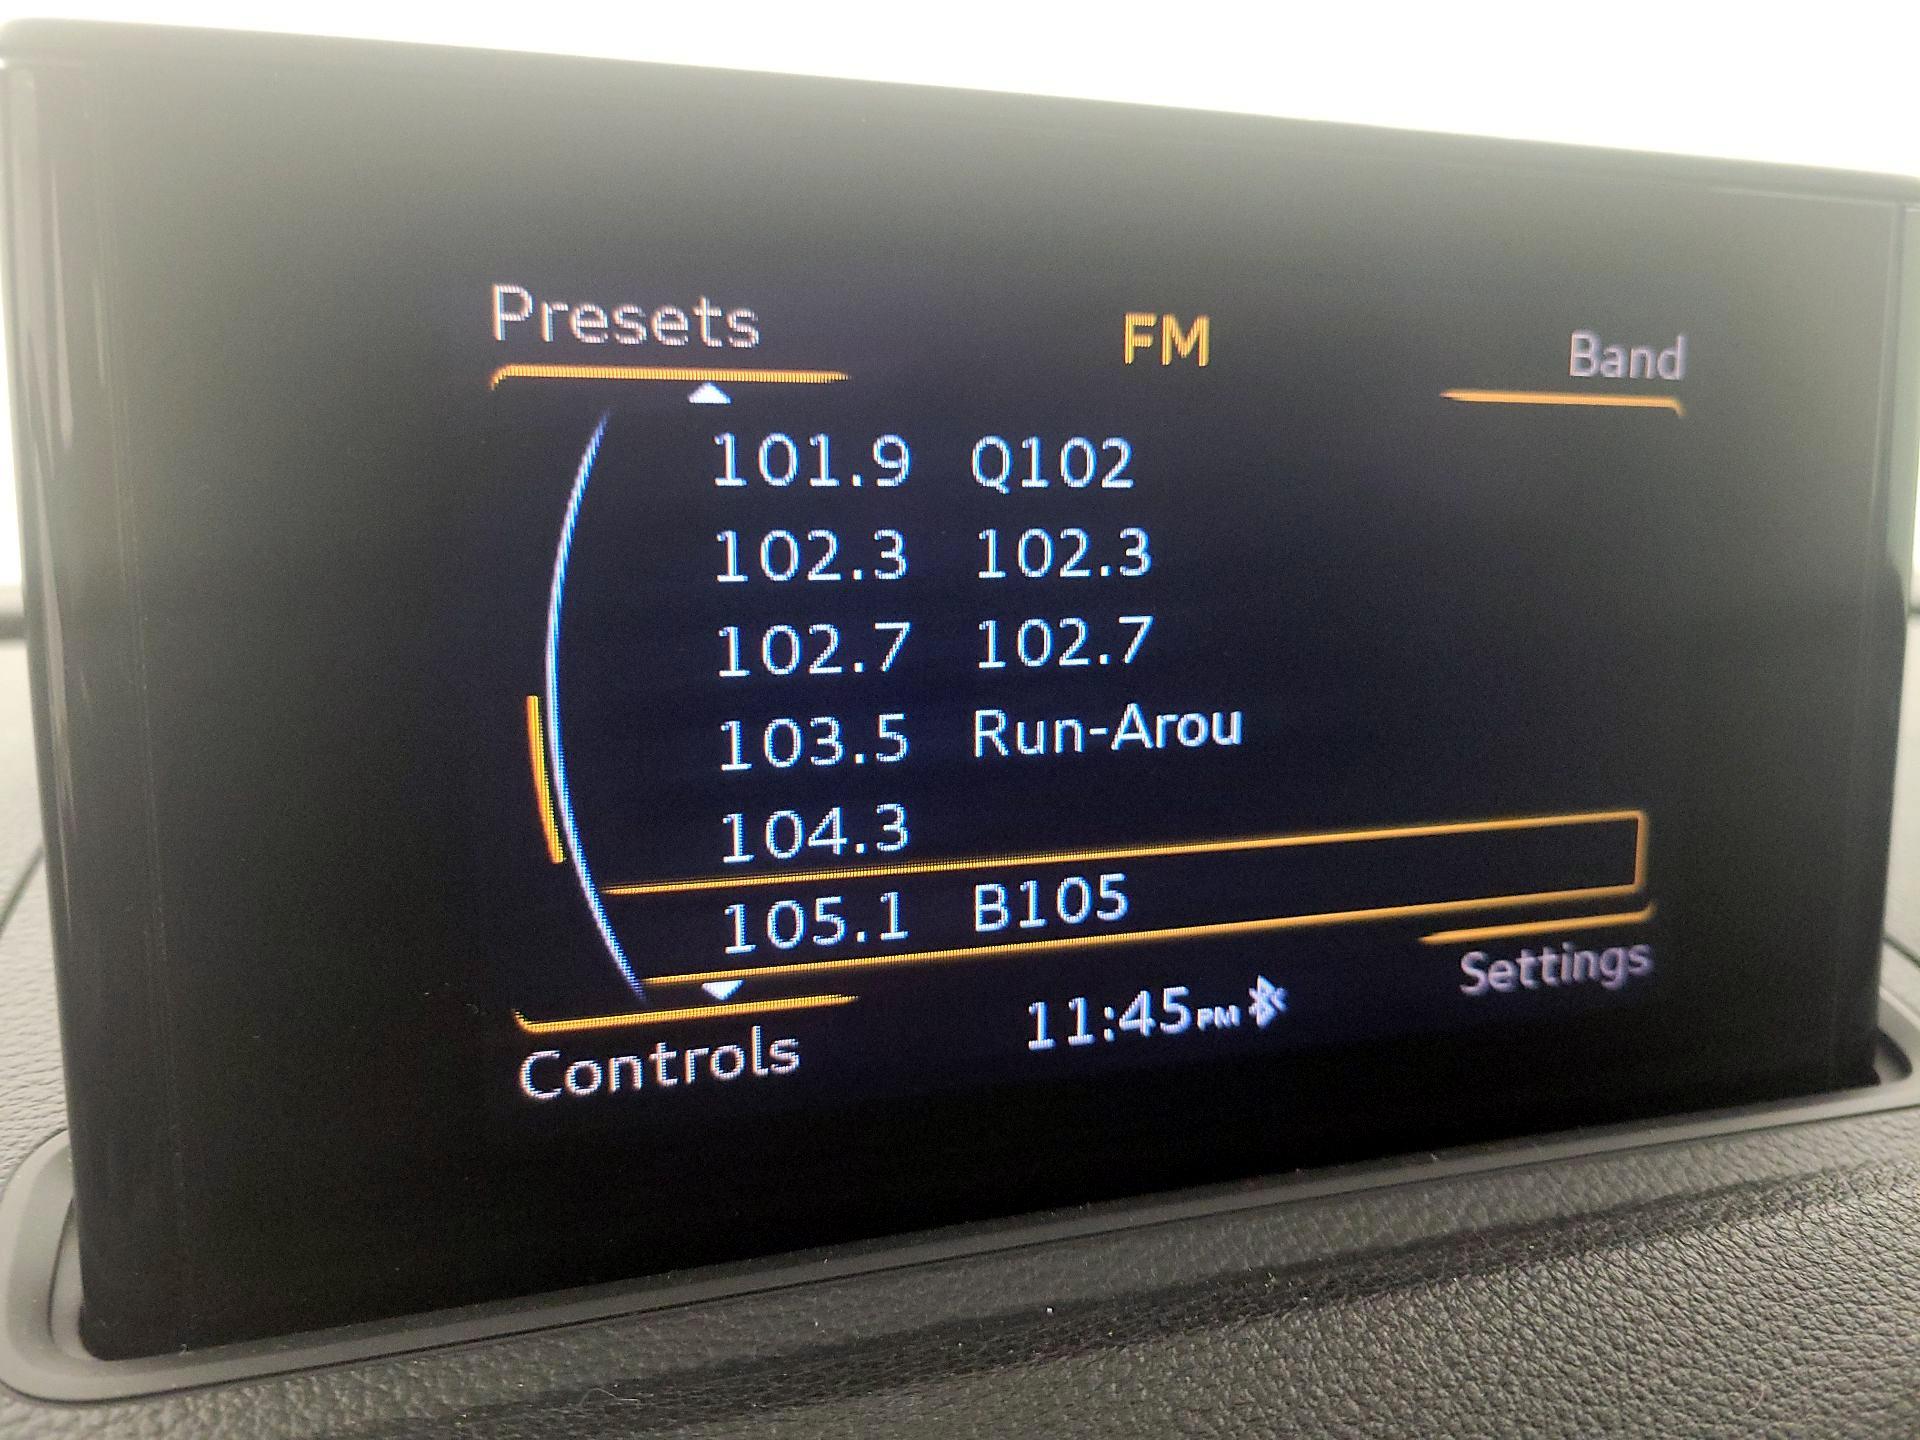 Presets FM Band
101.9 Q102
102.3 102.3
102.7 102.7
103.5 Run-Arou
104.3
105.1 B105
Settings
11:45PM
Controls